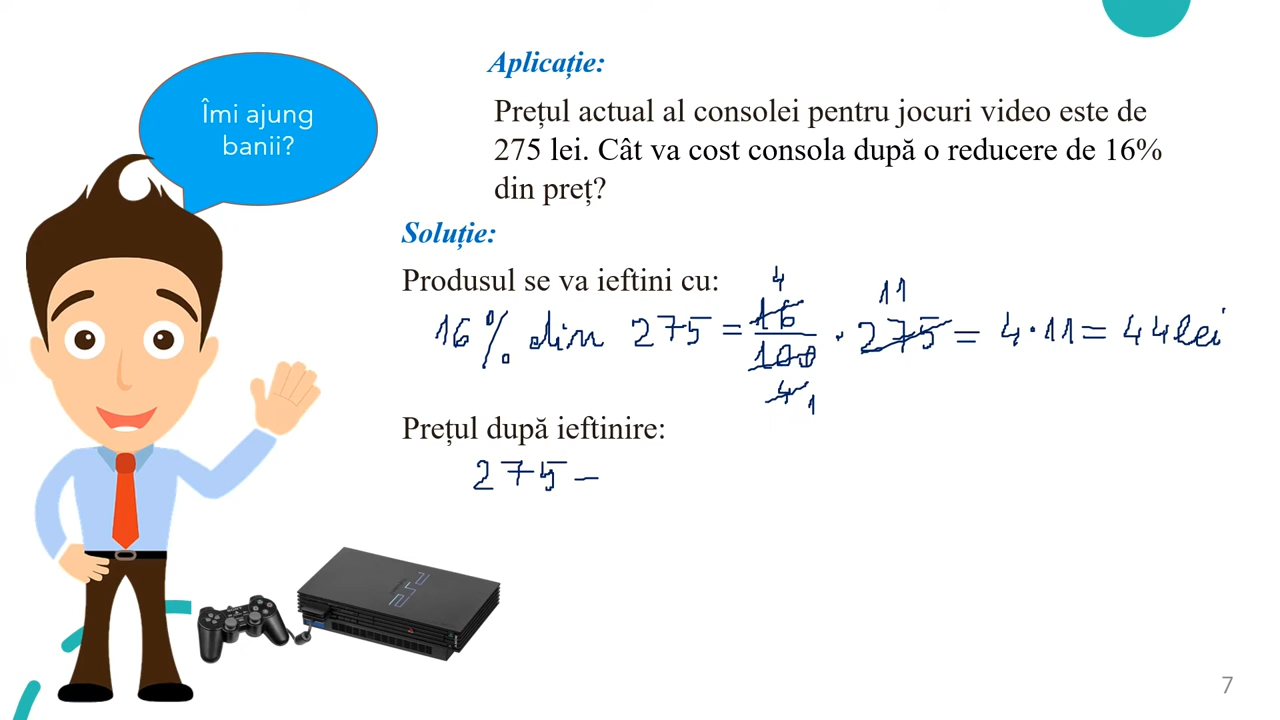 Îmi ajung
banii?
Aplicație:
Prețul actual al consolei pentru jocuri video este de
275 lei. Cât va cost consola după o reducere de 16%
din preț?
Soluție:
Produsul se va ieftini cu:
4 11
16% din 275 = 16/100 · 275 = 4·11 = 44 lei
4 1
Prețul după ieftinire:
275 –
PS2
7